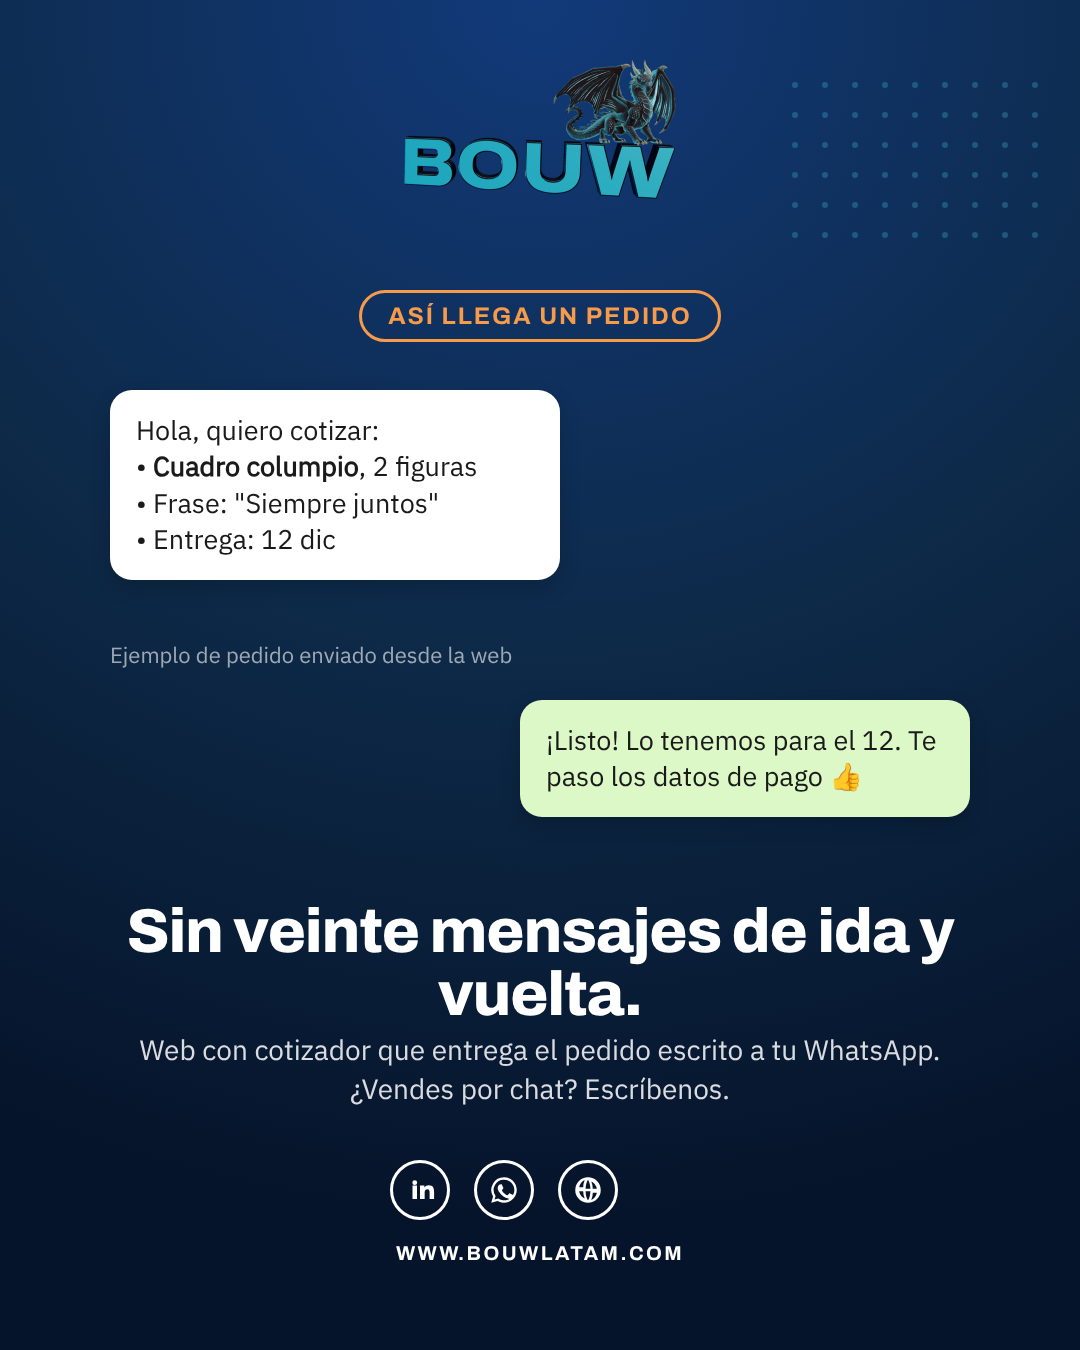 BOUW
ASÍ LLEGA UN PEDIDO
Hola, quiero cotizar:
• Cuadro columpio, 2 figuras
• Frase: "Siempre juntos"
• Entrega: 12 dic
Ejemplo de pedido enviado desde la web
¡Listo! Lo tenemos para el 12. Te
paso los datos de pago 👍
Sin veinte mensajes de ida y
vuelta.
Web con cotizador que entrega el pedido escrito a tu WhatsApp.
¿Vendes por chat? Escríbenos.
in
WWW.BOUWLATAM.COM